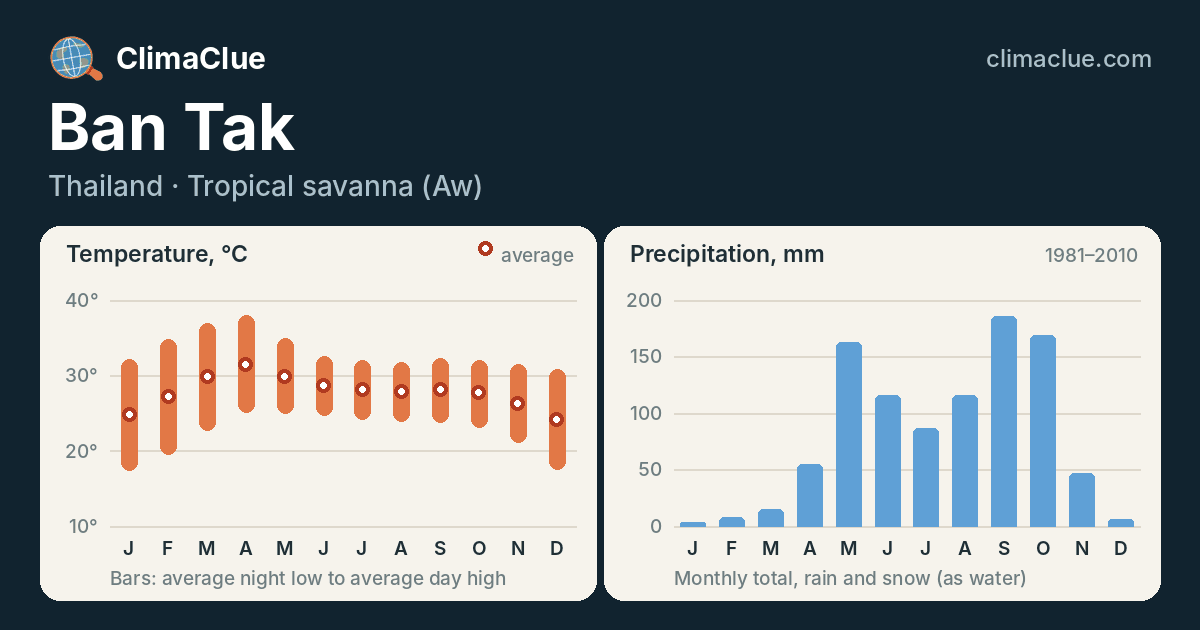 ClimaClue
climaclue.com
Ban Tak
Thailand · Tropical savanna (Aw)
Temperature, °C
average
40°
30°
20°
10°
J F M A M J J A S O N D
Bars: average night low to average day high
Precipitation, mm
1981–2010
200
150
100
50
0
J F M A M J J A S O N D
Monthly total, rain and snow (as water)